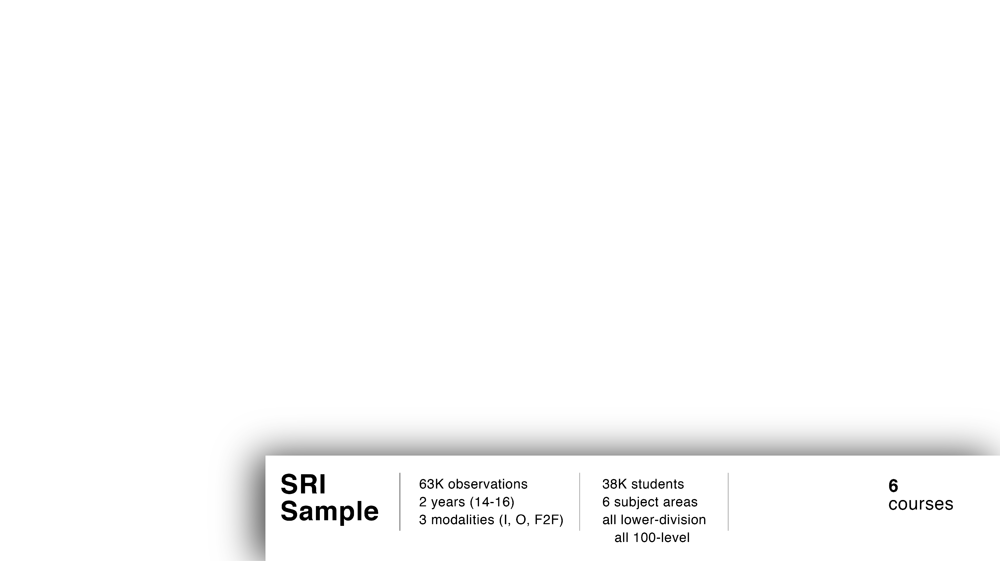 SRI
Sample
63K observations
2 years (14-16)
3 modalities (I, O, F2F)
38K students
6 subject areas
all lower-division
all 100-level
6
courses